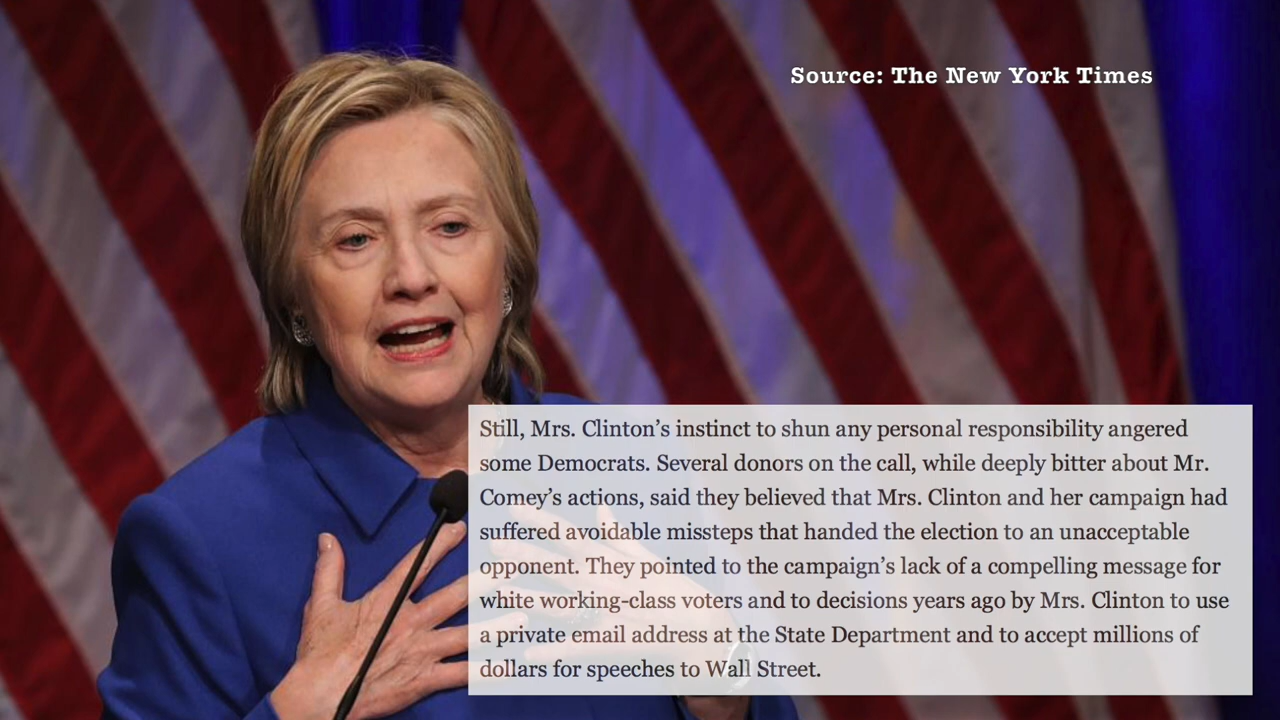 Source: The New York Times
Still, Mrs. Clinton’s instinct to shun any personal responsibility angered
some Democrats. Several donors on the call, while deeply bitter about Mr.
Comey’s actions, said they believed that Mrs. Clinton and her campaign had
suffered avoidable missteps that handed the election to an unacceptable
opponent. They pointed to the campaign’s lack of a compelling message for
white working-class voters and to decisions years ago by Mrs. Clinton to use
a private email address at the State Department and to accept millions of
dollars for speeches to Wall Street.